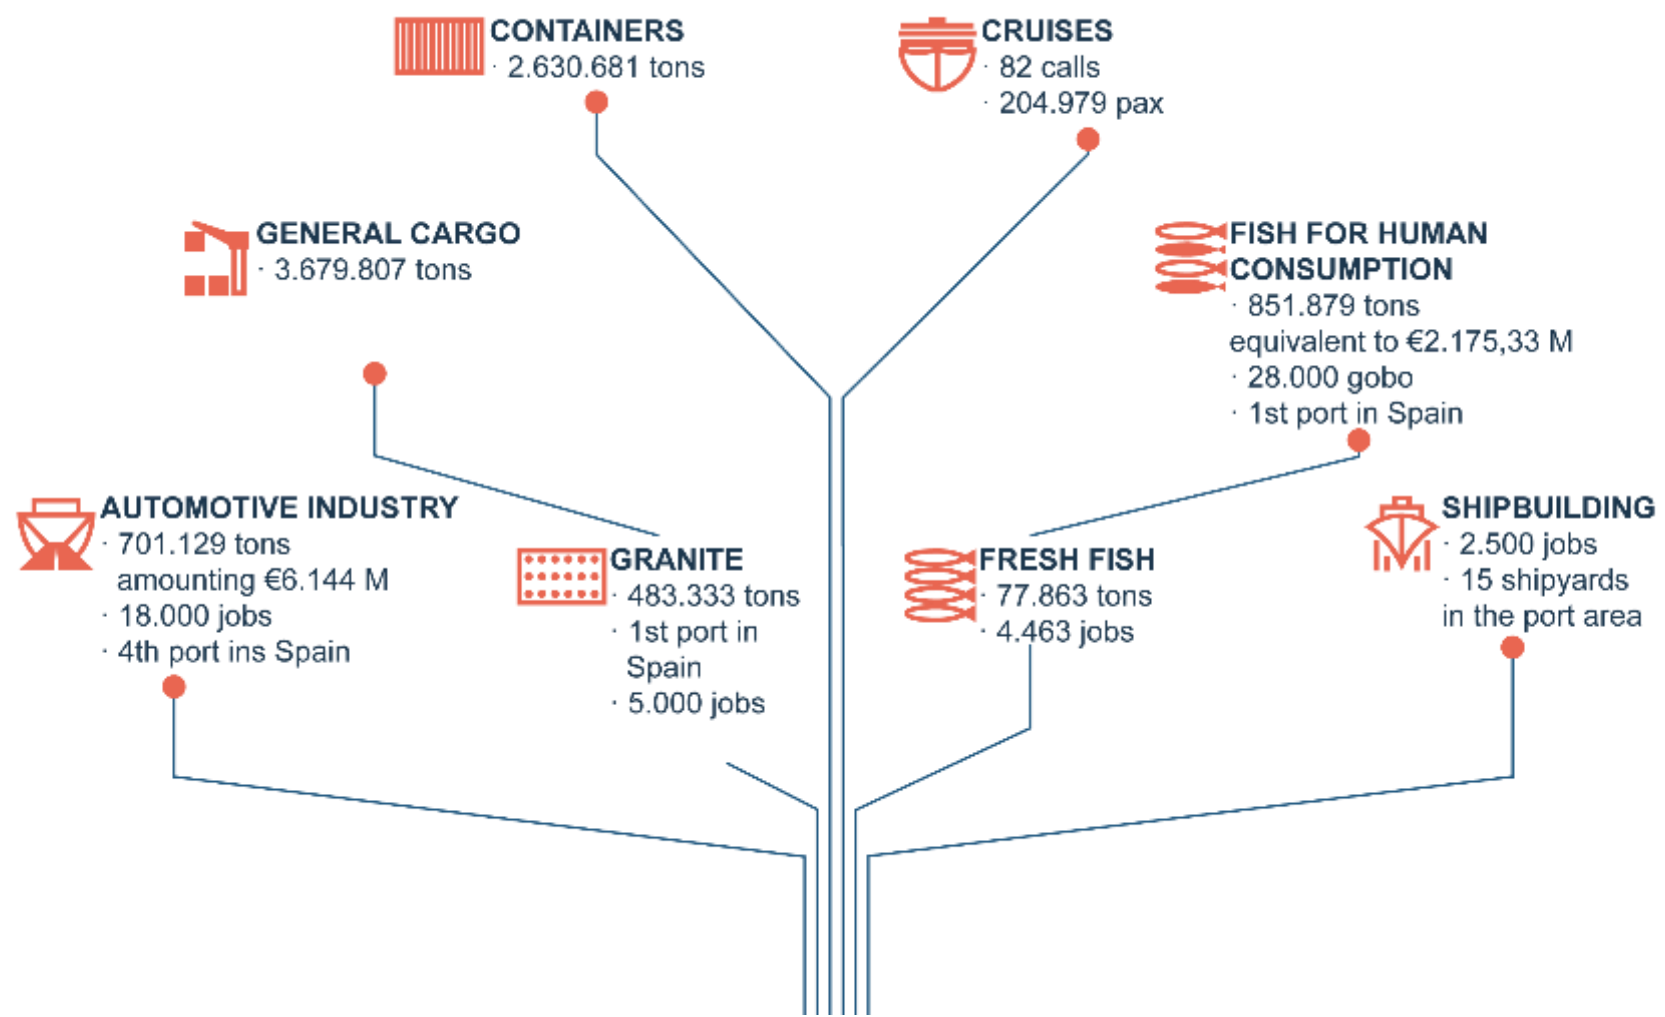 CONTAINERS
· 2.630.681 tons
CRUISES
· 82 calls
· 204.979 pax
GENERAL CARGO
· 3.679.807 tons
FISH FOR HUMAN
CONSUMPTION
· 851.879 tons
equivalent to €2.175,33 M
· 28.000 gobo
· 1st port in Spain
AUTOMOTIVE INDUSTRY
· 701.129 tons
amounting €6.144 M
· 18.000 jobs
· 4th port ins Spain
GRANITE
· 483.333 tons
· 1st port in
Spain
· 5.000 jobs
FRESH FISH
· 77.863 tons
· 4.463 jobs
SHIPBUILDING
· 2.500 jobs
· 15 shipyards
in the port area